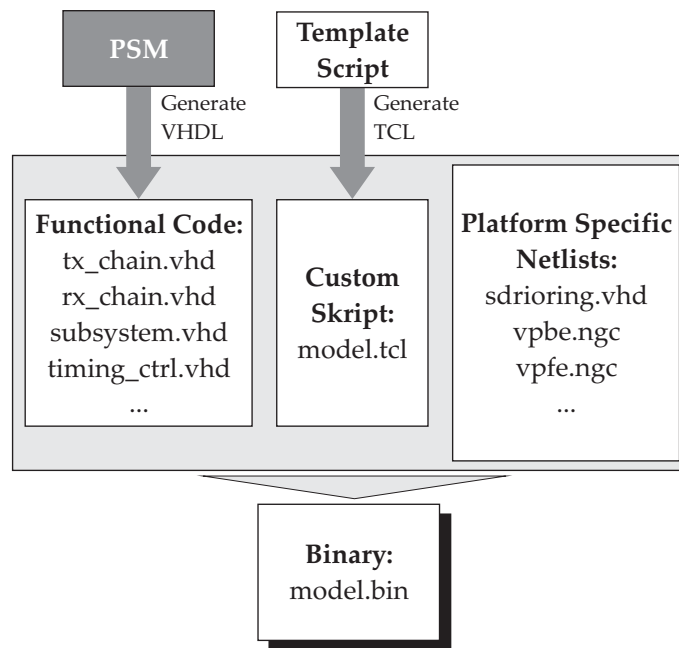 PSM
Template
Script
Generate
VHDL
Generate
TCL
Functional Code:
tx_chain.vhd
rx_chain.vhd
subsystem.vhd
timing_ctrl.vhd
...
Custom
Skript:
model.tcl
Platform Specific
Netlists:
sdrioring.vhd
vpbe.ngc
vpfe.ngc
...
Binary:
model.bin